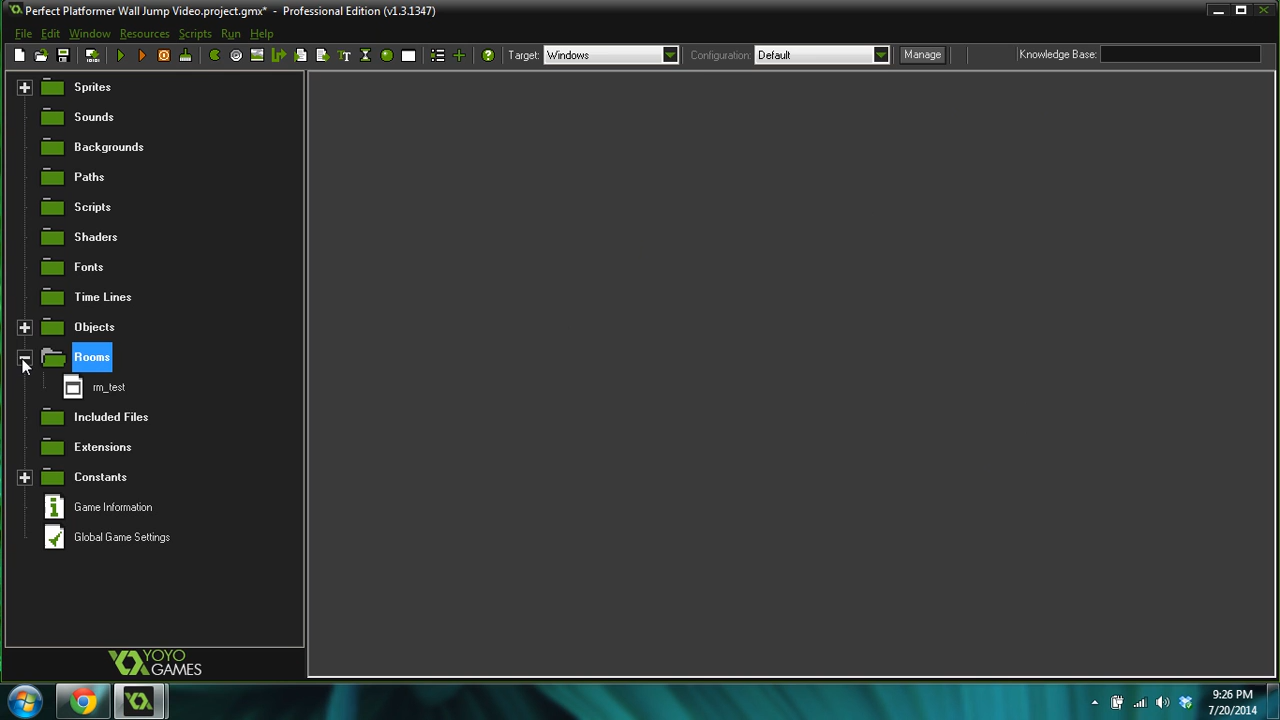 Perfect Platformer Wall Jump Video.project.gmx* - Professional Edition (v1.3.1347)
File Edit Window Resources Scripts Run Help
Target: Windows Configuration: Default Manage Knowledge Base:
Sprites
Sounds
Backgrounds
Paths
Scripts
Shaders
Fonts
Time Lines
Objects
Rooms
rm_test
Included Files
Extensions
Constants
Game Information
Global Game Settings
YOYO
GAMES
9:26 PM
7/20/2014